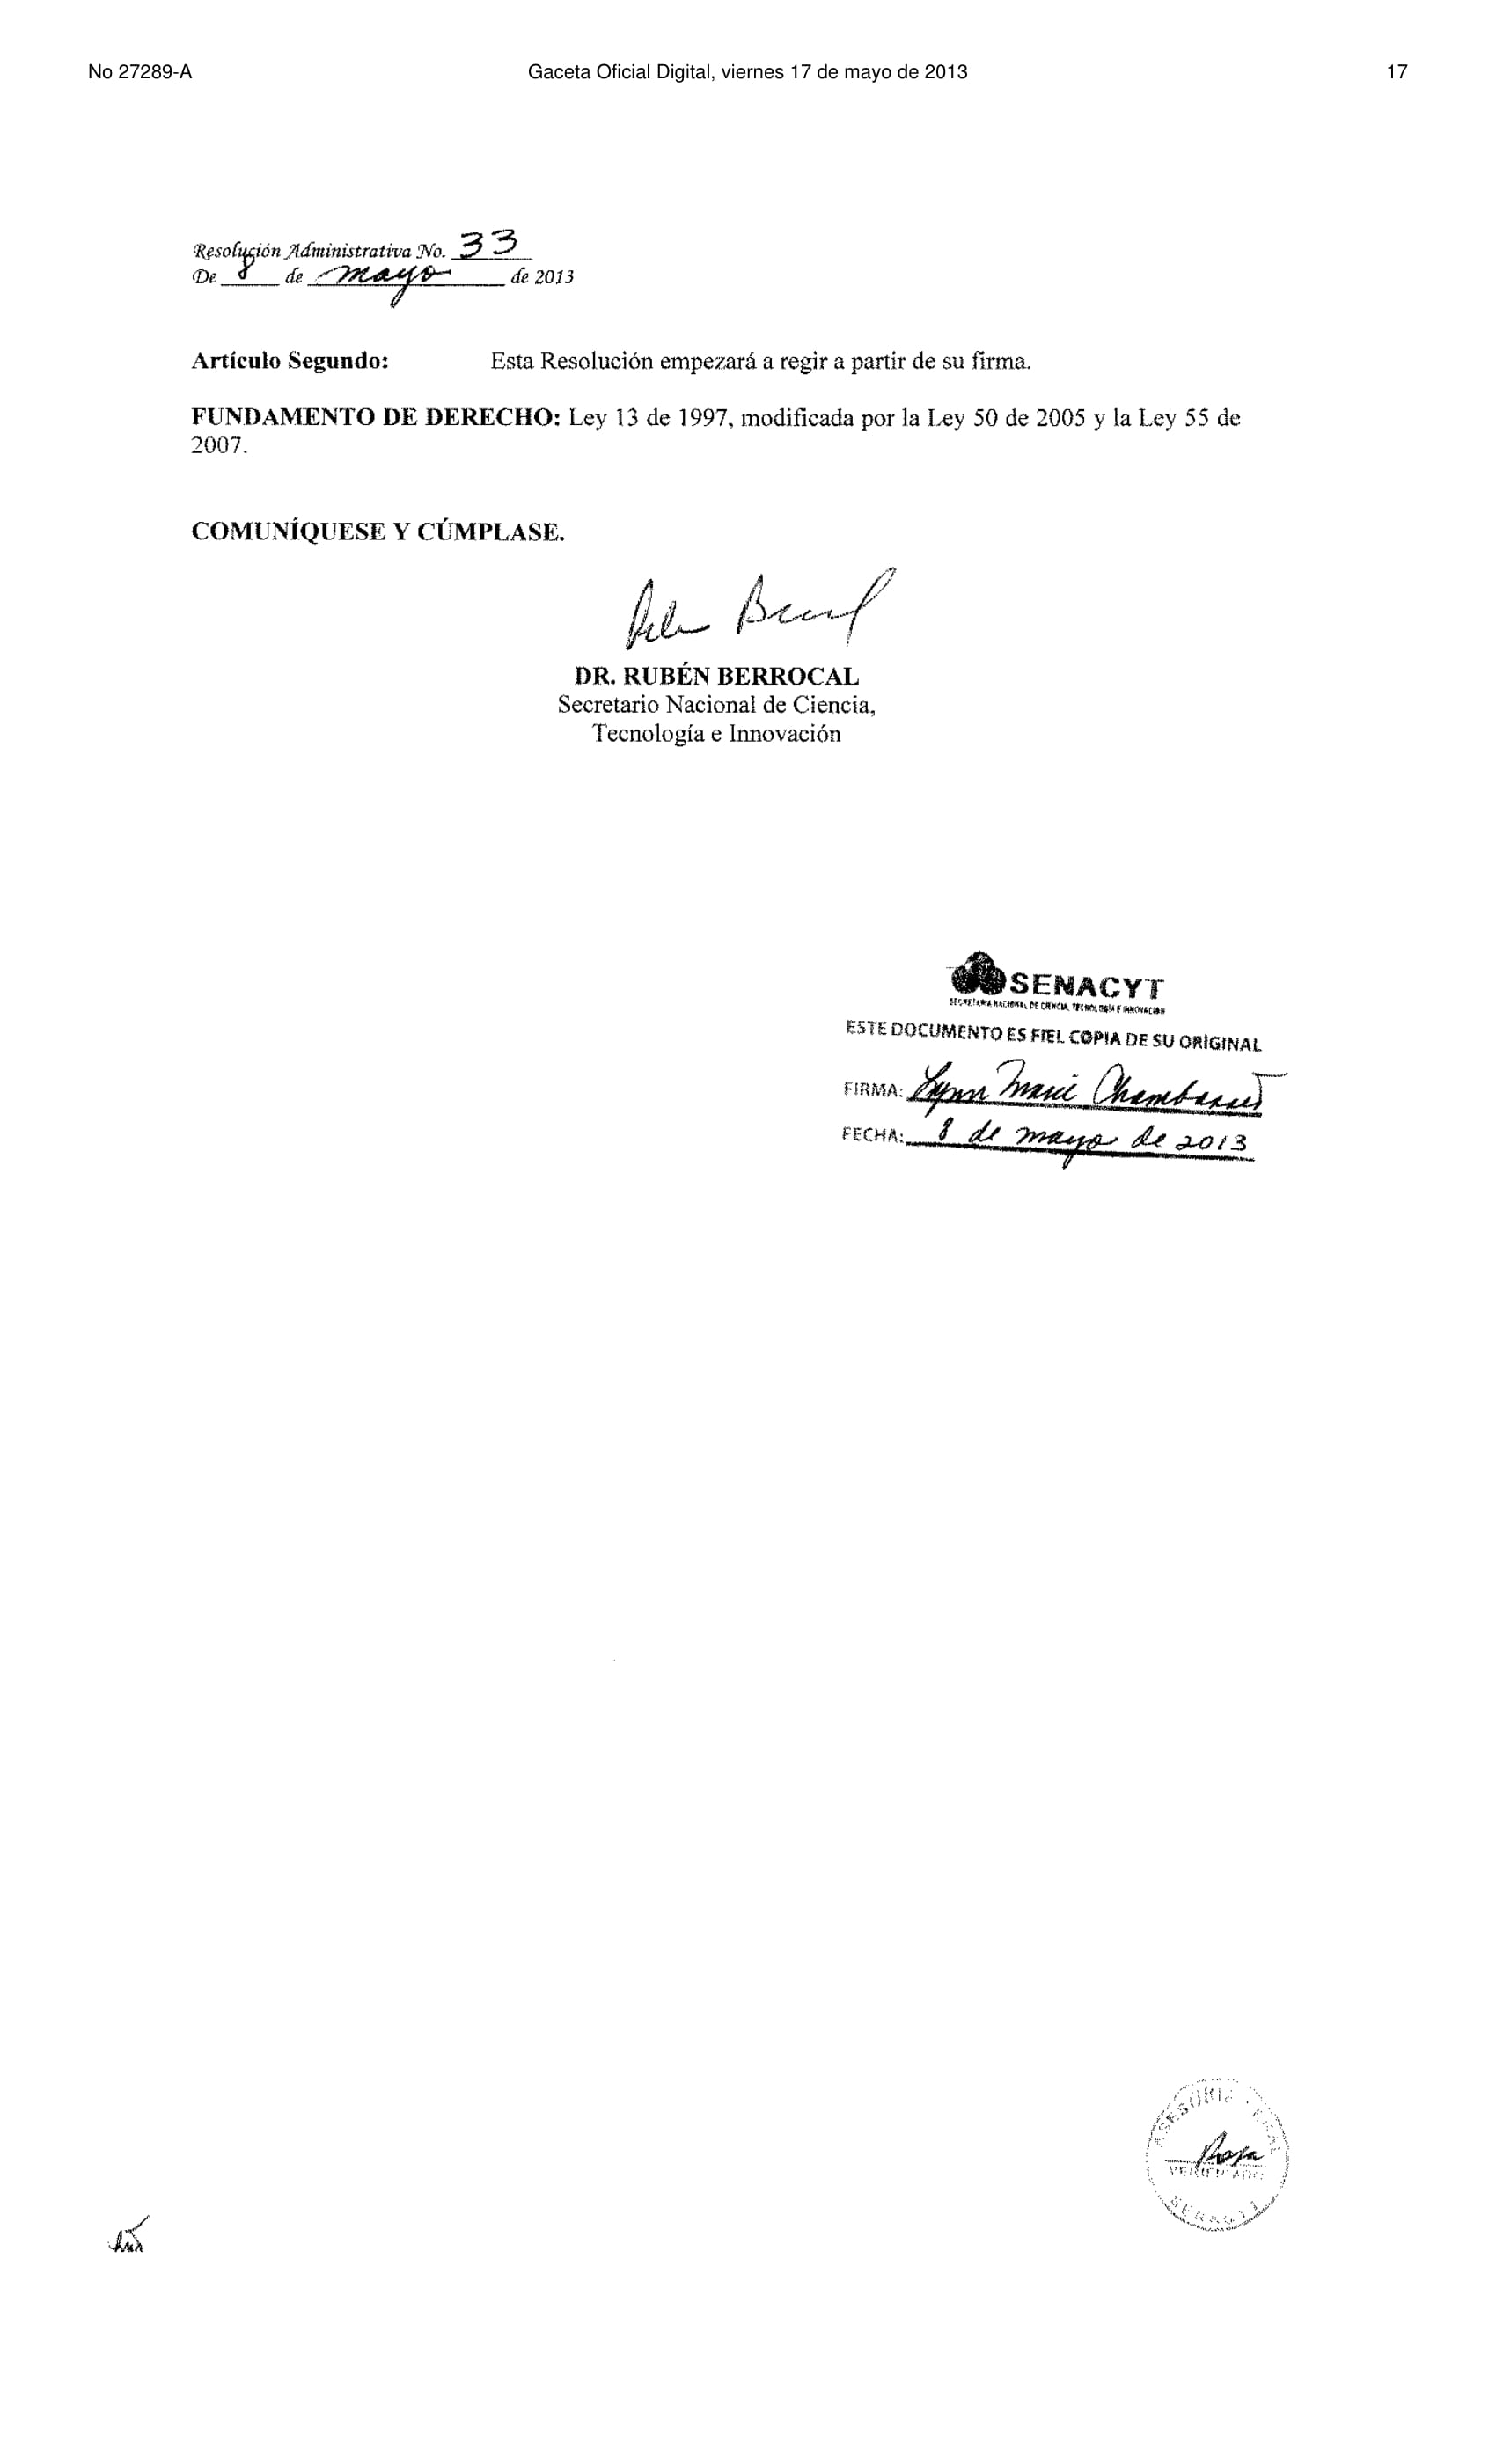 No 27289-A Gaceta Oficial Digital, viernes 17 de mayo de 2013 17
Resolución Administrativa No. 33
De 8 de mayo de 2013
Artículo Segundo: Esta Resolución empezará a regir a partir de su firma.
FUNDAMENTO DE DERECHO: Ley 13 de 1997, modificada por la Ley 50 de 2005 y la Ley 55 de
2007.
COMUNÍQUESE Y CÚMPLASE.
DR. RUBÉN BERROCAL
Secretario Nacional de Ciencia,
Tecnología e Innovación
SENACYT
SECRETARIA NACIONAL DE CIENCIA, TECNOLOGÍA E INNOVACIÓN
ESTE DOCUMENTO ES FIEL COPIA DE SU ORIGINAL
FIRMA: Lynn Marie
FECHA: 8 de mayo de 2013
ASESORIA LEGAL
VERIFICADO
SENACYT